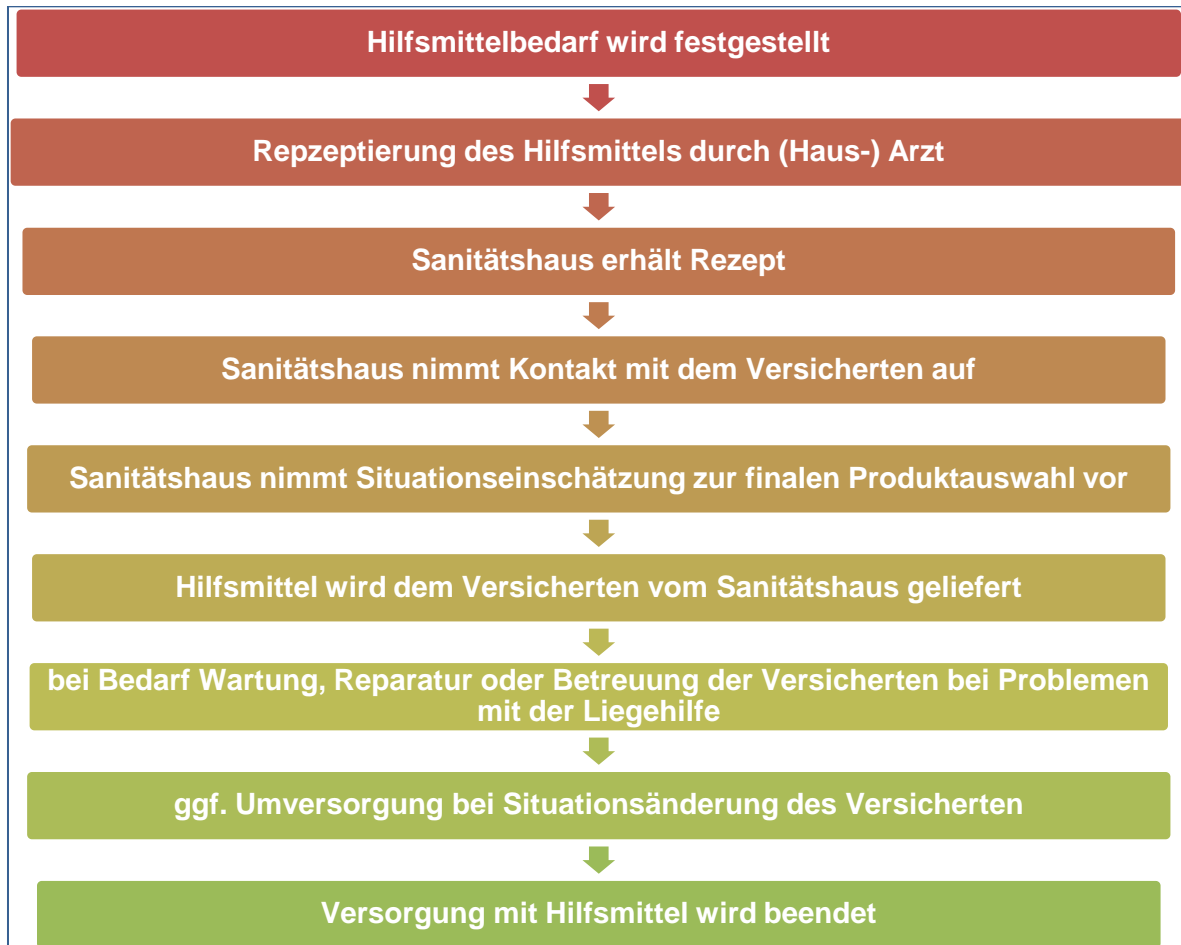 Hilfsmittelbedarf wird festgestellt
Repzeptierung des Hilfsmittels durch (Haus-) Arzt
Sanitätshaus erhält Rezept
Sanitätshaus nimmt Kontakt mit dem Versicherten auf
Sanitätshaus nimmt Situationseinschätzung zur finalen Produktauswahl vor
Hilfsmittel wird dem Versicherten vom Sanitätshaus geliefert
bei Bedarf Wartung, Reparatur oder Betreuung der Versicherten bei Problemen
mit der Liegehilfe
ggf. Umversorgung bei Situationsänderung des Versicherten
Versorgung mit Hilfsmittel wird beendet